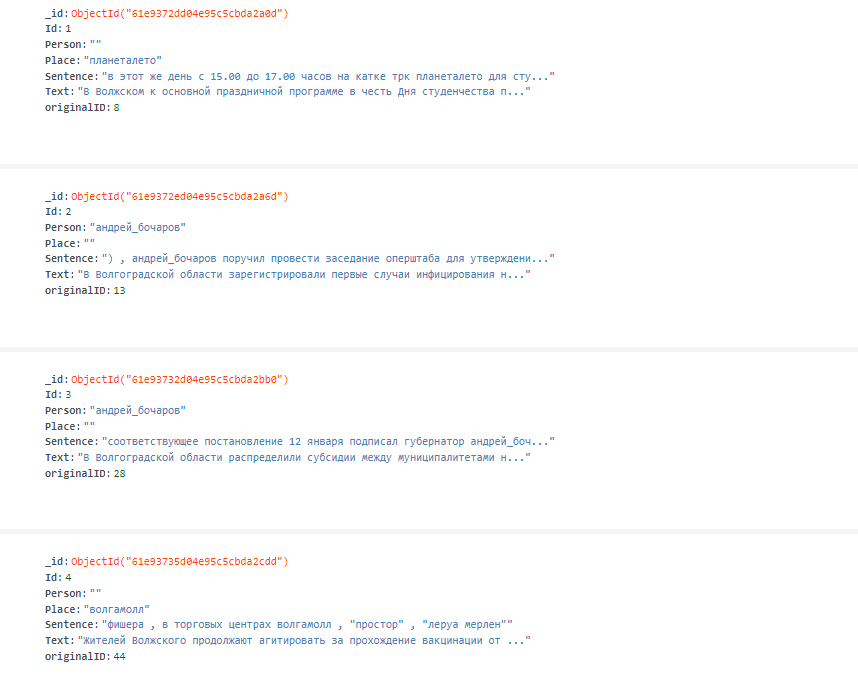 _id: ObjectId("61e9372dd04e95c5cbda2a0d")
Id: 1
Person: ""
Place: "планеталето"
Sentence: "в этот же день с 15.00 до 17.00 часов на катке трк планеталето для сту..."
Text: "В Волжском к основной праздничной программе в честь Дня студенчества п..."
originalID: 8
_id: ObjectId("61e9372ed04e95c5cbda2a6d")
Id: 2
Person: "андрей_бочаров"
Place: ""
Sentence: ") , андрей_бочаров поручил провести заседание оперштаба для утверждени..."
Text: "В Волгоградской области зарегистрировали первые случаи инфицирования н..."
originalID: 13
_id: ObjectId("61e93732d04e95c5cbda2bb0")
Id: 3
Person: "андрей_бочаров"
Place: ""
Sentence: "соответствующее постановление 12 января подписал губернатор андрей_боч..."
Text: "В Волгоградской области распределили субсидии между муниципалитетами н..."
originalID: 28
_id: ObjectId("61e93735d04e95c5cbda2cdd")
Id: 4
Person: ""
Place: "волгамолл"
Sentence: "фишера , в торговых центрах волгамолл , "простор" , "леруа мерлен""
Text: "Жителей Волжского продолжают агитировать за прохождение вакцинации от ..."
originalID: 44